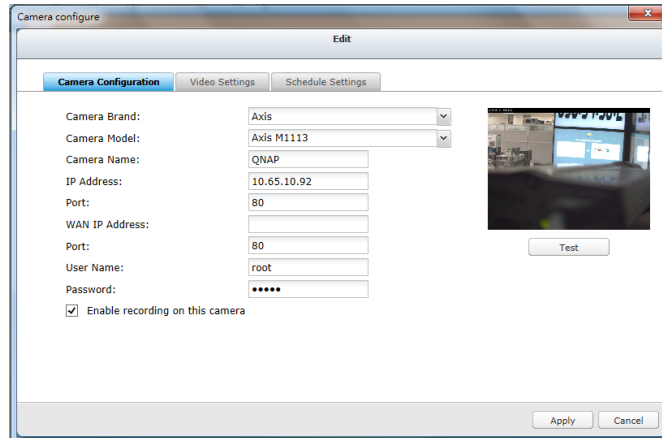 Camera configure
Edit
Camera Configuration Video Settings Schedule Settings
Camera Brand: Axis
Camera Model: Axis M1113
Camera Name: QNAP
IP Address: 10.65.10.92
Port: 80
WAN IP Address:
Port: 80
User Name: root
Password: •••••
Enable recording on this camera
Test
Apply Cancel